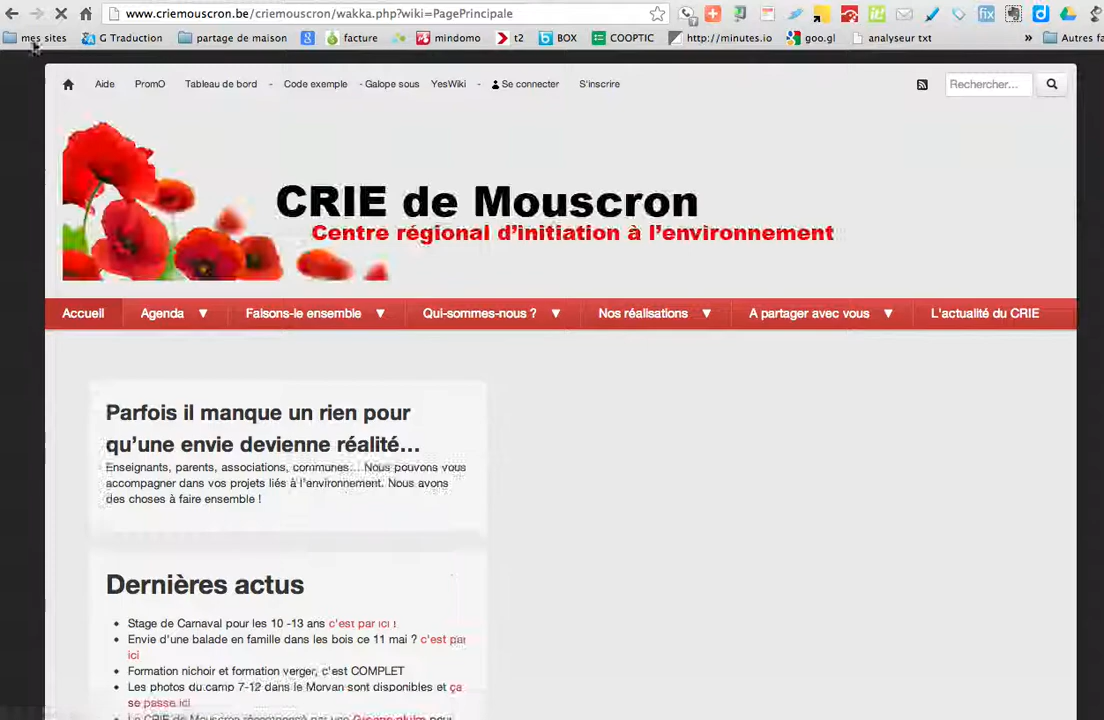 www.criemouscron.be/criemouscron/wakka.php?wiki=PagePrincipale
mes sites G Traduction partage de maison facture mindomo t2 BOX COOPTIC http://minutes.io goo.gl analyseur txt » Autres fa
Aide PromO Tableau de bord - Code exemple - Galope sous YesWiki - Se connecter S'inscrire Rechercher...
CRIE de Mouscron
Centre régional d'initiation à l'environnement
Accueil Agenda ▼ Faisons-le ensemble ▼ Qui-sommes-nous ? ▼ Nos réalisations ▼ A partager avec vous ▼ L'actualité du CRIE
Parfois il manque un rien pour
qu'une envie devienne réalité...
Enseignants, parents, associations, communes... Nous pouvons vous
accompagner dans vos projets liés à l'environnement. Nous avons
des choses à faire ensemble !
Dernières actus
• Stage de Carnaval pour les 10 -13 ans c'est par ici !
• Envie d'une balade en famille dans les bois ce 11 mai ? c'est par
ici
• Formation nichoir et formation verger, c'est COMPLET
• Les photos du camp 7-12 dans le Morvan sont disponibles et ça
se passe ici
• Le CRIE de Mouscron récompensé par une pour